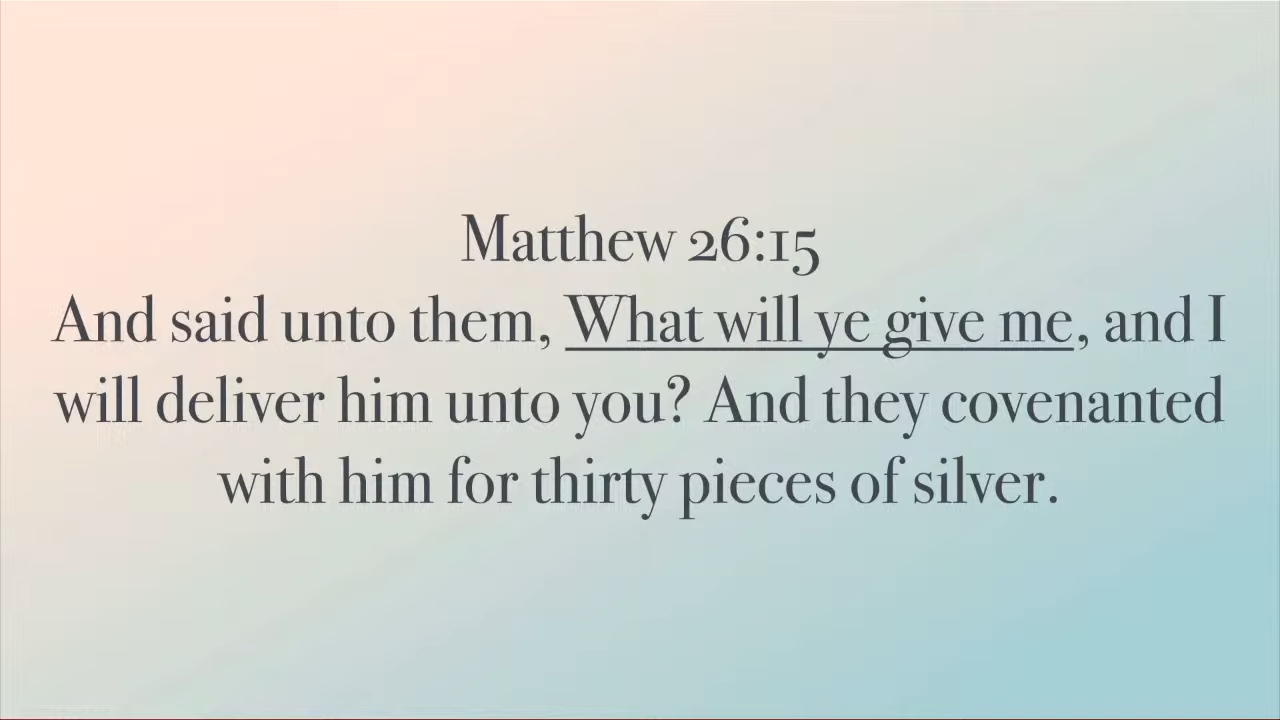 Matthew 26:15
And said unto them, What will ye give me, and I
will deliver him unto you? And they covenanted
with him for thirty pieces of silver.